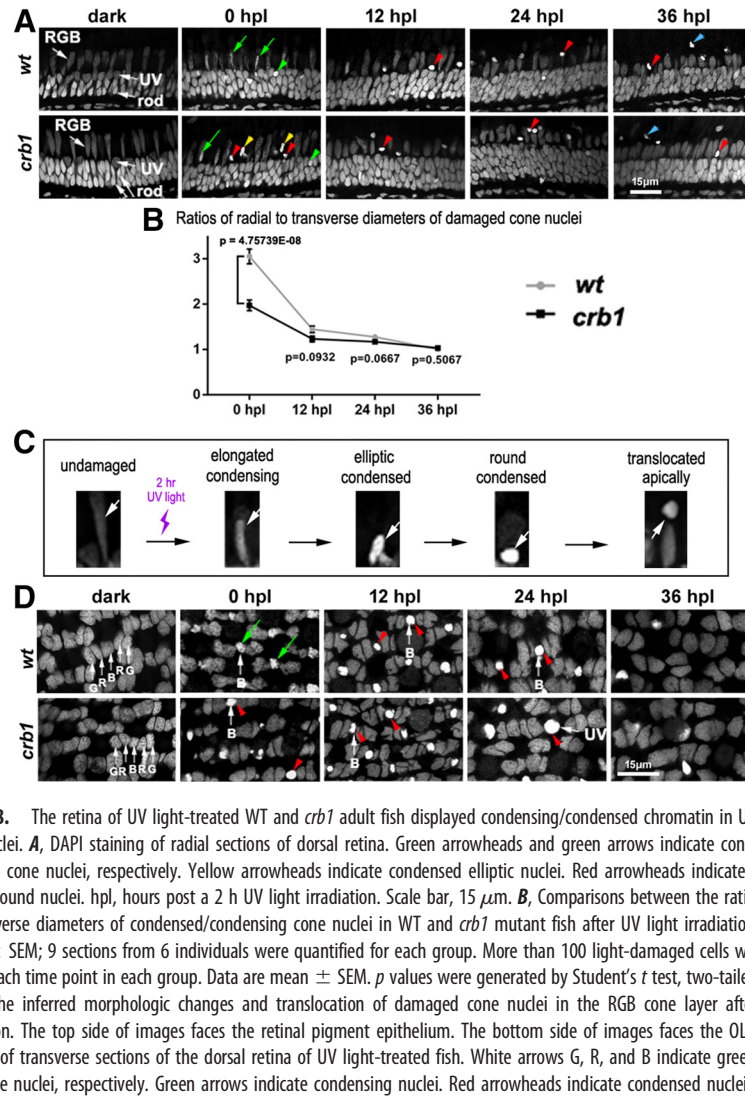 A dark 0 hpl 12 hpl 24 hpl 36 hpl
RGB
wt
UV
rod
RGB
crb1
UV
rod
15µm
B Ratios of radial to transverse diameters of damaged cone nuclei
p = 4.75739E-08
3
2
1
0
p=0.0932 p=0.0667 p=0.5067
0 hpl 12 hpl 24 hpl 36 hpl
wt
crb1
C
undamaged
2 hr
UV light
elongated
condensing
elliptic
condensed
round
condensed
translocated
apically
D dark 0 hpl 12 hpl 24 hpl 36 hpl
wt
G R B R G
B
B
B
crb1
G R B R G
B
B
UV
15µm
3. The retina of UV light-treated WT and crb1 adult fish displayed condensing/condensed chromatin in U
clei. A, DAPI staining of radial sections of dorsal retina. Green arrowheads and green arrows indicate con
cone nuclei, respectively. Yellow arrowheads indicate condensed elliptic nuclei. Red arrowheads indicate
ound nuclei. hpl, hours post a 2 h UV light irradiation. Scale bar, 15 µm. B, Comparisons between the rati
verse diameters of condensed/condensing cone nuclei in WT and crb1 mutant fish after UV light irradiatio
SEM; 9 sections from 6 individuals were quantified for each group. More than 100 light-damaged cells w
ach time point in each group. Data are mean ± SEM. p values were generated by Student's t test, two-taile
he inferred morphologic changes and translocation of damaged cone nuclei in the RGB cone layer aft
on. The top side of images faces the retinal pigment epithelium. The bottom side of images faces the OL
of transverse sections of the dorsal retina of UV light-treated fish. White arrows G, R, and B indicate gree
e nuclei, respectively. Green arrows indicate condensing nuclei. Red arrowheads indicate condensed nuclei